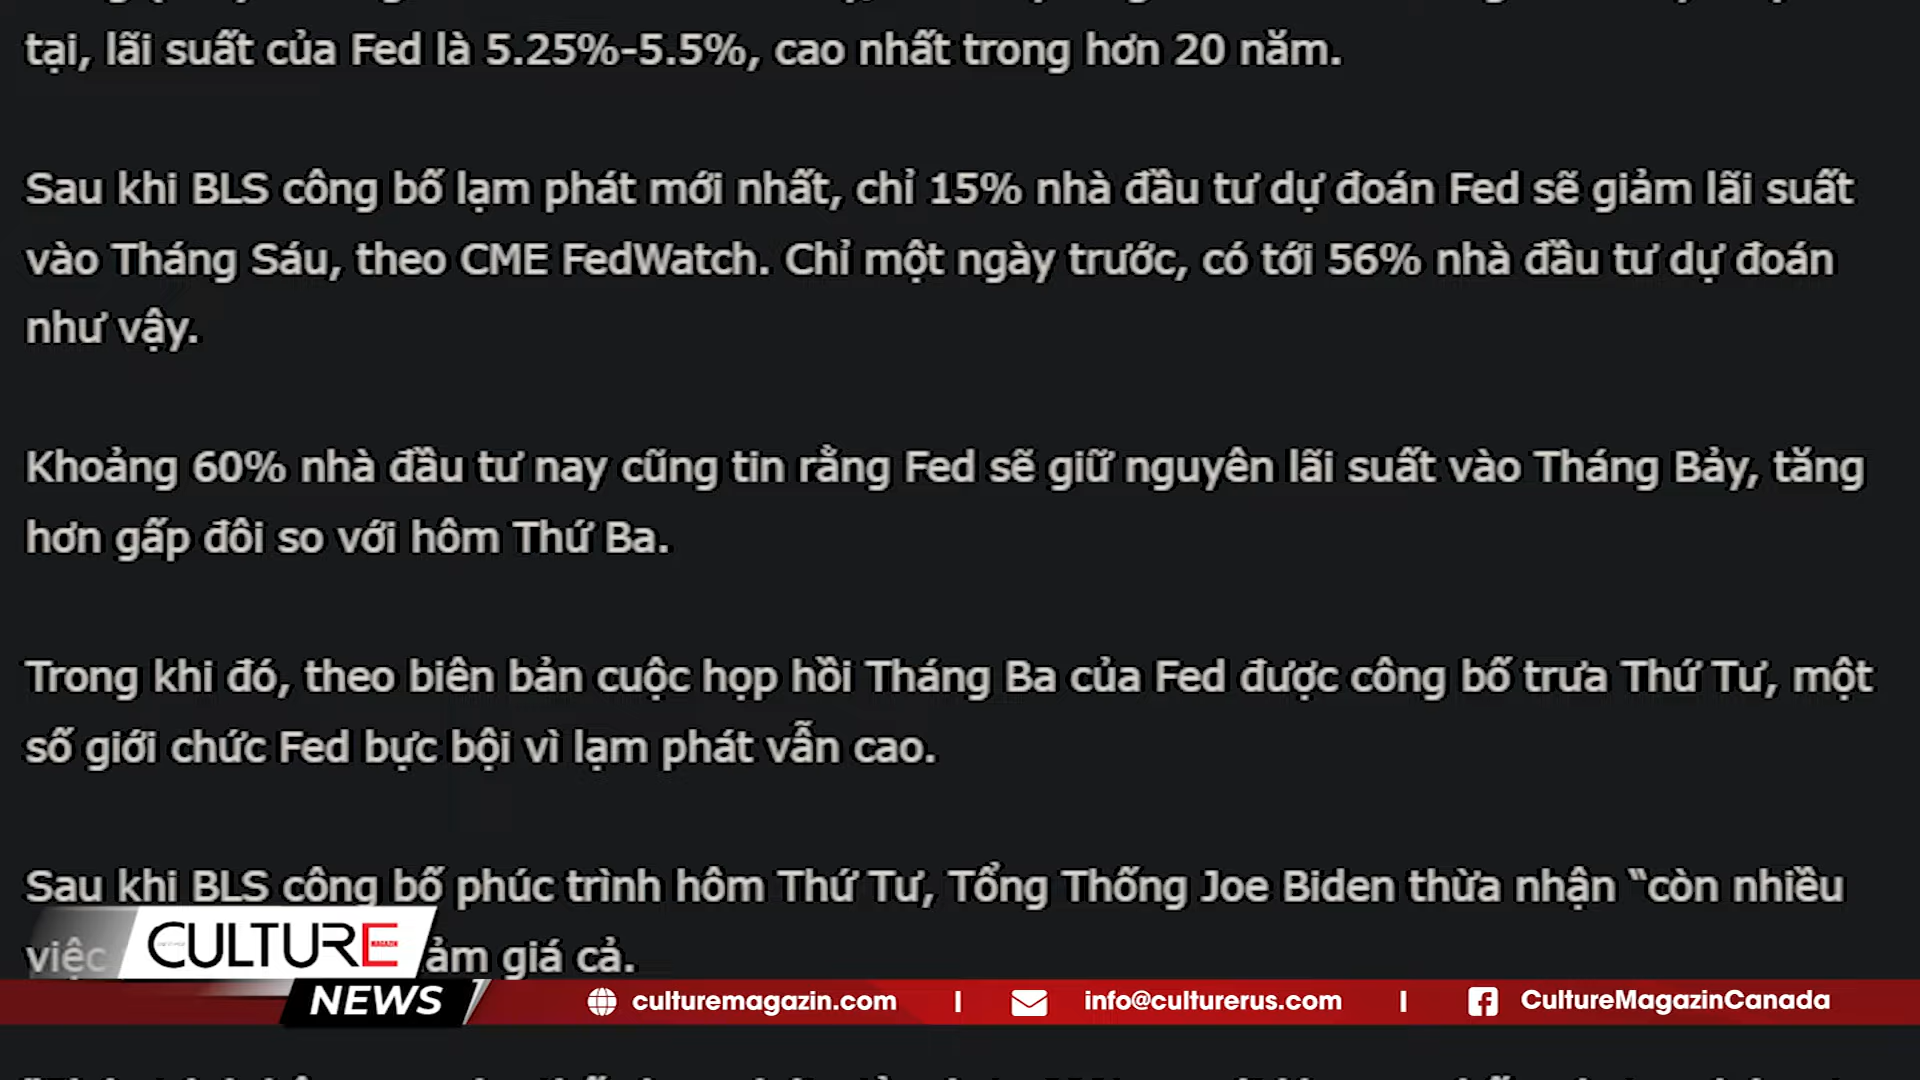 tại, lãi suất của Fed là 5.25%-5.5%, cao nhất trong hơn 20 năm.
Sau khi BLS công bố lạm phát mới nhất, chỉ 15% nhà đầu tư dự đoán Fed sẽ giảm lãi suất
vào Tháng Sáu, theo CME FedWatch. Chỉ một ngày trước, có tới 56% nhà đầu tư dự đoán
như vậy.
Khoảng 60% nhà đầu tư nay cũng tin rằng Fed sẽ giữ nguyên lãi suất vào Tháng Bảy, tăng
hơn gấp đôi so với hôm Thứ Ba.
Trong khi đó, theo biên bản cuộc họp hồi Tháng Ba của Fed được công bố trưa Thứ Tư, một
số giới chức Fed bực bội vì lạm phát vẫn cao.
Sau khi BLS công bố phúc trình hôm Thứ Tư, Tổng Thống Joe Biden thừa nhận “còn nhiều
việc giá cả.
CULTURE MAGAZIN
NEWS
culturemagazin.com | info@culturerus.com | CultureMagazinCanada